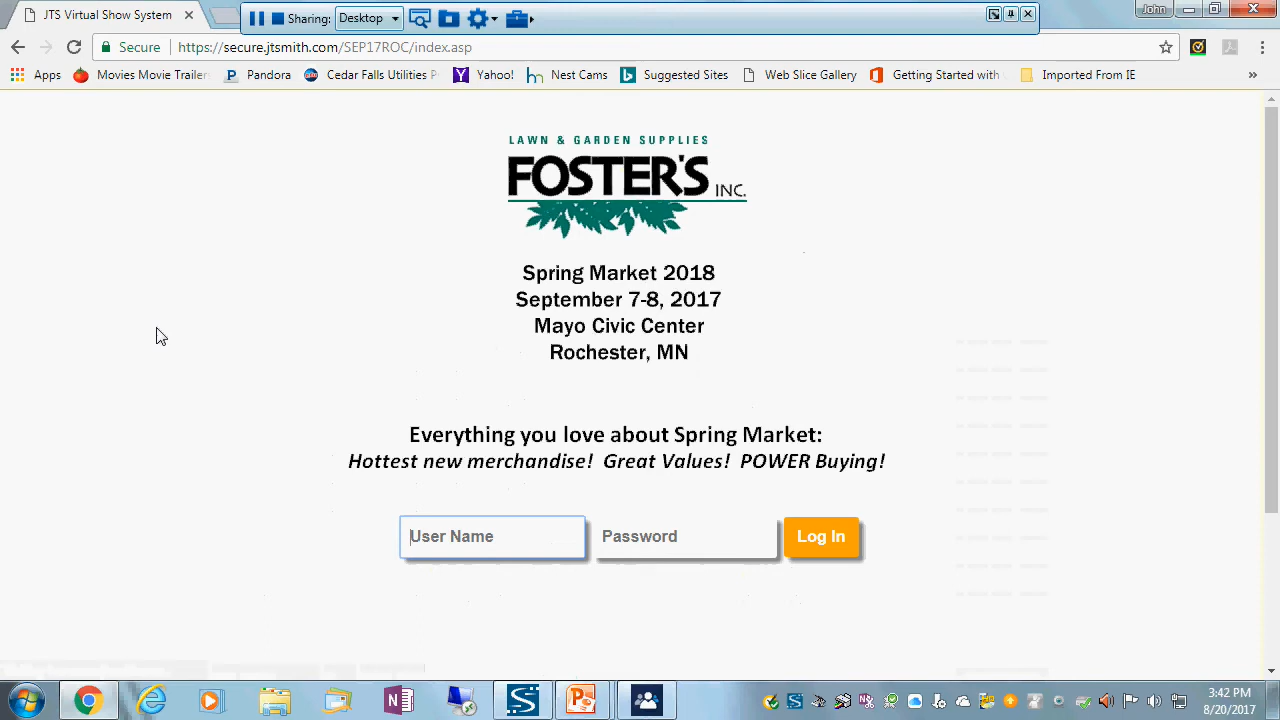 JTS Virtual Show System
Sharing: Desktop
John
Secure https://secure.jtsmith.com/SEP17ROC/index.asp
Apps Movies Movie Trailer Pandora Cedar Falls Utilities P Yahoo! Nest Cams Suggested Sites Web Slice Gallery Getting Started with Imported From IE
LAWN & GARDEN SUPPLIES
FOSTER'S INC.
Spring Market 2018
September 7-8, 2017
Mayo Civic Center
Rochester, MN
Everything you love about Spring Market:
Hottest new merchandise! Great Values! POWER Buying!
User Name Password Log In
3:42 PM
8/20/2017